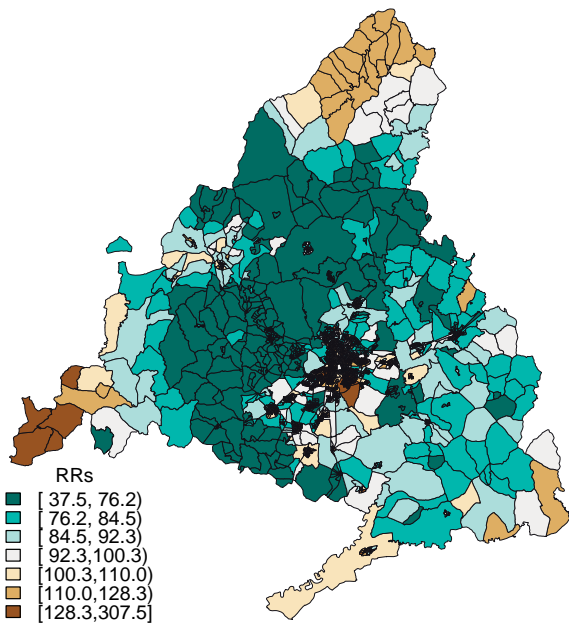 RRs
[ 37.5, 76.2)
[ 76.2, 84.5)
[ 84.5, 92.3)
[ 92.3,100.3)
[100.3,110.0)
[110.0,128.3)
[128.3,307.5]